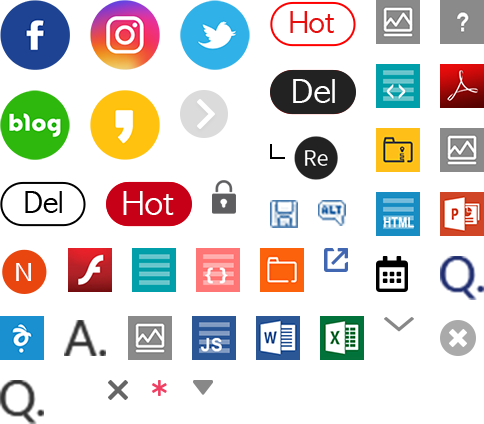 f
Hot
?
blog
Del
Re
Del
Hot
ALT
HTML
P
N
f
{ }
Q.
A.
JS
W
X
Q.
*